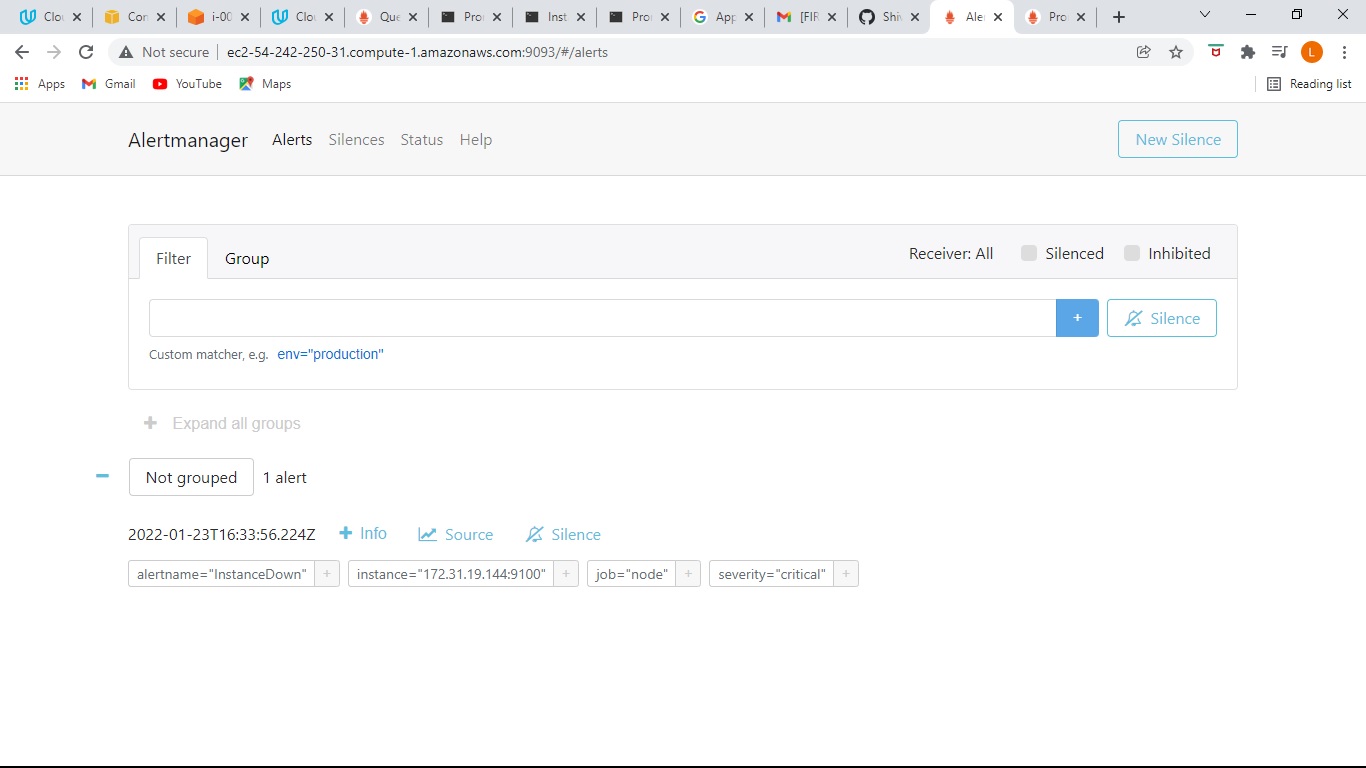 Clou Con i-00 Clou Que Pro Inst Pro App [FIR Shiv Aler Pro
Not secure ec2-54-242-250-31.compute-1.amazonaws.com:9093/#/alerts L
Apps Gmail YouTube Maps Reading list
Alertmanager Alerts Silences Status Help New Silence
Filter Group Receiver: All Silenced Inhibited
+ Silence
Custom matcher, e.g. env="production"
+ Expand all groups
- Not grouped 1 alert
2022-01-23T16:33:56.224Z + Info Source Silence
alertname="InstanceDown" + instance="172.31.19.144:9100" + job="node" + severity="critical" +